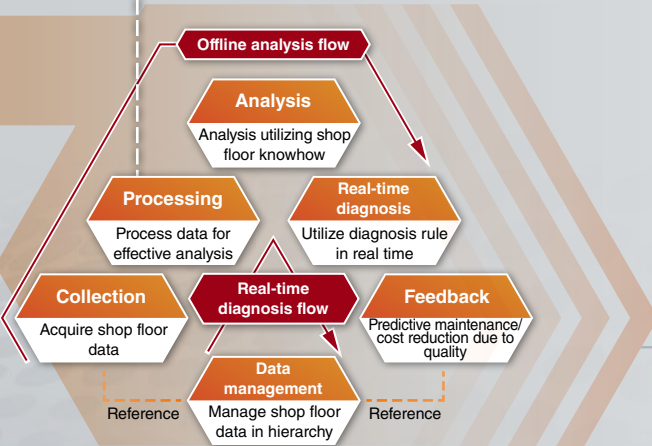 Offline analysis flow
Analysis
Analysis utilizing shop
floor knowhow
Processing
Process data for
effective analysis
Real-time
diagnosis
Utilize diagnosis rule
in real time
Collection
Acquire shop floor
data
Real-time
diagnosis flow
Feedback
Predictive maintenance/
cost reduction due to
quality
Data
management
Manage shop floor
data in hierarchy
Reference
Reference